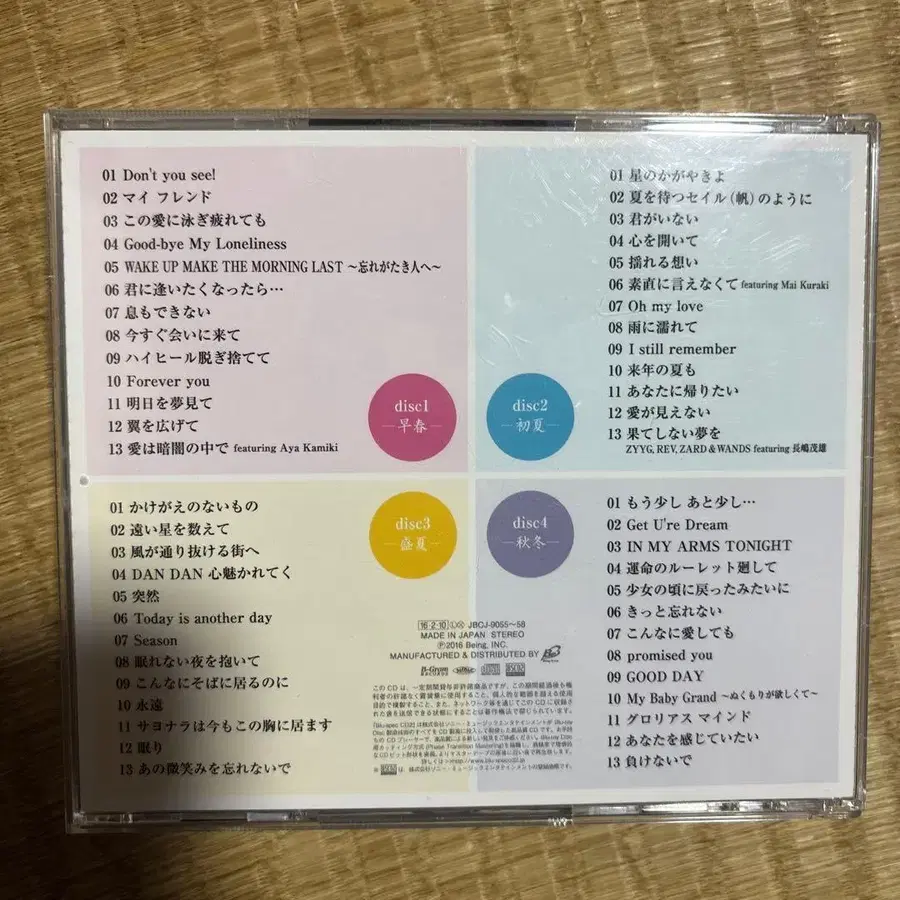 01 Don't you see!
02 マイ フレンド
03 この愛に泳ぎ疲れても
04 Good-bye My Loneliness
05 WAKE UP MAKE THE MORNING LAST 〜忘れがたき人へ〜
06 君に逢いたくなったら…
07 息もできない
08 今すぐ会いに来て
09 ハイヒール脱ぎ捨てて
10 Forever you
11 明日を夢見て
12 翼を広げて
13 愛は暗闇の中で featuring Aya Kamiki
disc1
早春
01 星のかがやきよ
02 夏を待つセイル(帆)のように
03 君がいない
04 心を開いて
05 揺れる想い
06 素直に言えなくて featuring Mai Kuraki
07 Oh my love
08 雨に濡れて
09 I still remember
10 来年の夏も
11 あなたに帰りたい
12 愛が見えない
13 果てしない夢を
ZYYG, REV, ZARD & WANDS featuring 長嶋茂雄
disc2
初夏
01 かけがえのないもの
02 遠い星を数えて
03 風が通り抜ける街へ
04 DAN DAN 心魅かれてく
05 突然
06 Today is another day
07 Season
08 眠れない夜を抱いて
09 こんなにそばに居るのに
10 永遠
11 サヨナラは今もこの胸に居ます
12 眠り
13 あの微笑みを忘れないで
disc3
盛夏
01 もう少し あと少し…
02 Get U're Dream
03 IN MY ARMS TONIGHT
04 運命のルーレット廻して
05 少女の頃に戻ったみたいに
06 きっと忘れない
07 こんなに愛しても
08 promised you
09 GOOD DAY
10 My Baby Grand 〜ぬくもりが欲しくて〜
11 グロリアス マインド
12 あなたを感じていたい
13 負けないで
disc4
秋冬
16・2・10 JBCJ-9055〜58
MADE IN JAPAN STEREO
Ⓟ2016 Being, INC.
MANUFACTURED & DISTRIBUTED BY
B-Gram
RECORDS